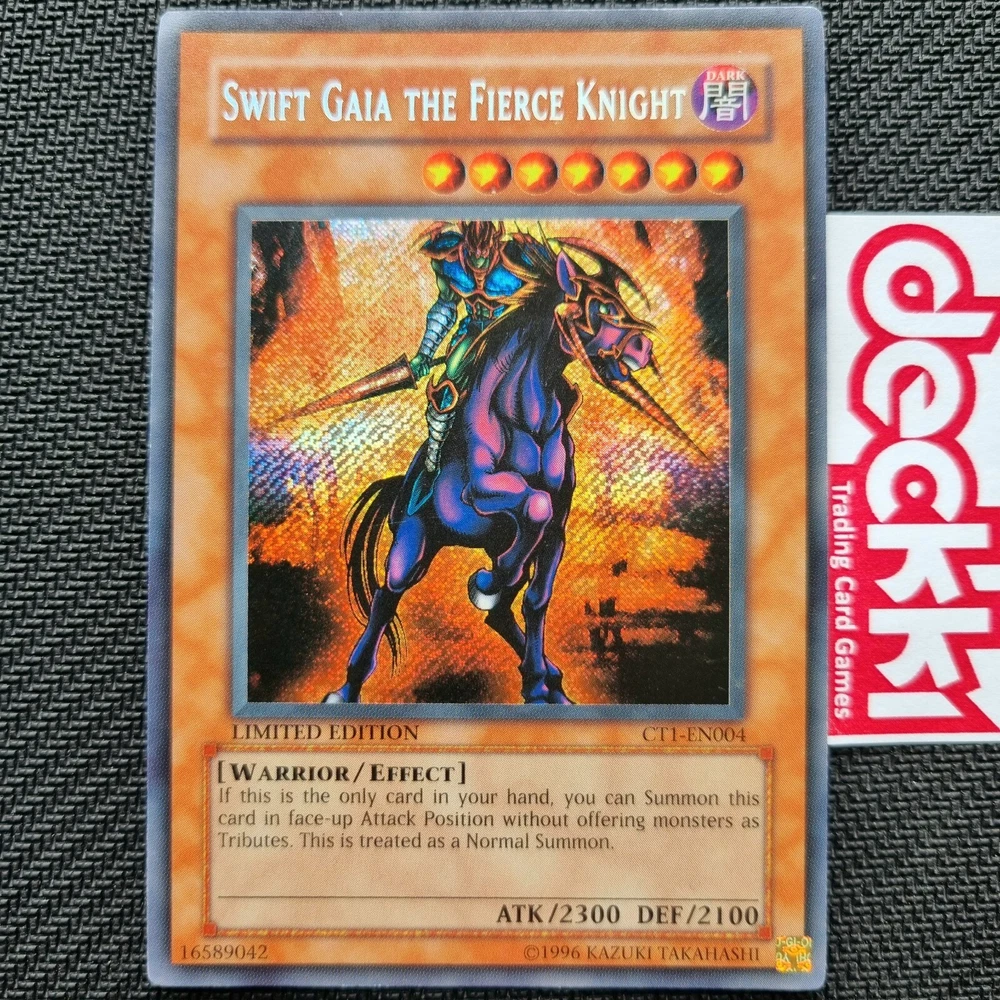 SWIFT GAIA THE FIERCE KNIGHT
DARK
闇
LIMITED EDITION
CT1-EN004
[WARRIOR/EFFECT]
If this is the only card in your hand, you can Summon this
card in face-up Attack Position without offering monsters as
Tributes. This is treated as a Normal Summon.
ATK/2300 DEF/2100
16589042
©1996 KAZUKI TAKAHASHI
deckki
Trading Card Games